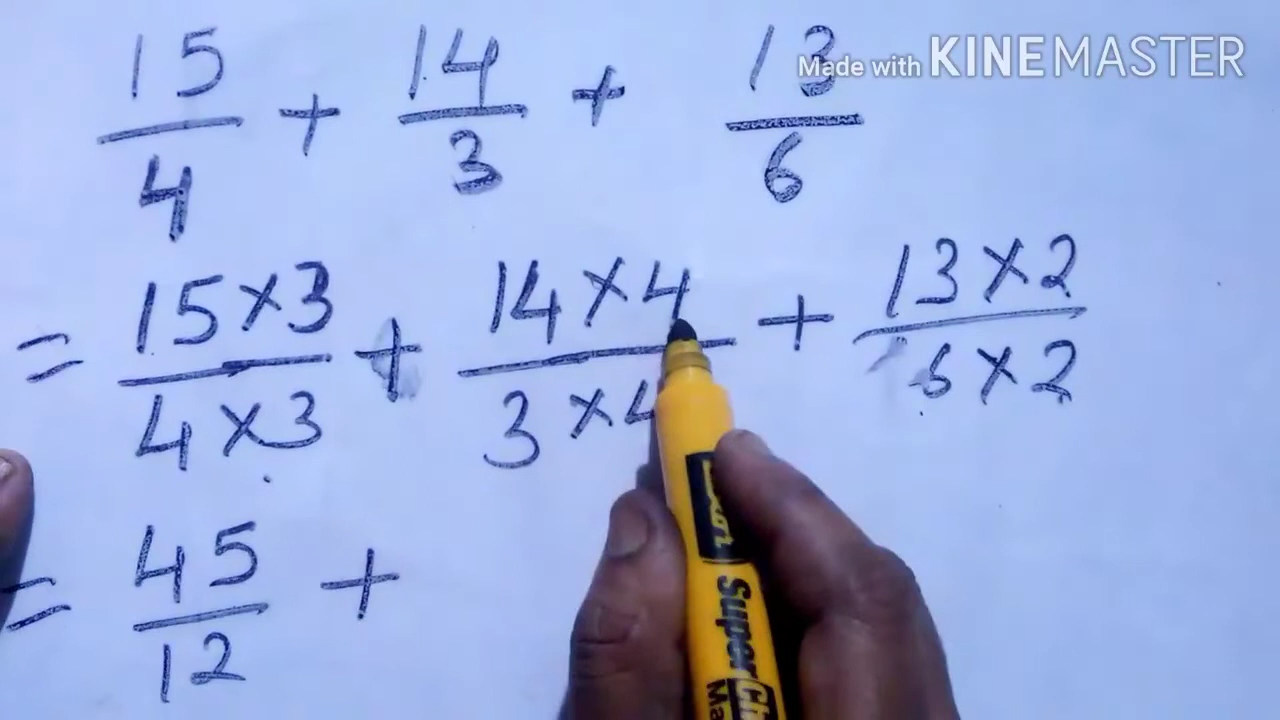 15/4 + 14/3 + 13/6
Made with KINEMASTER
= 15×3/4×3 + 14×4/3×4 + 13×2/6×2
= 45/12 +
Super